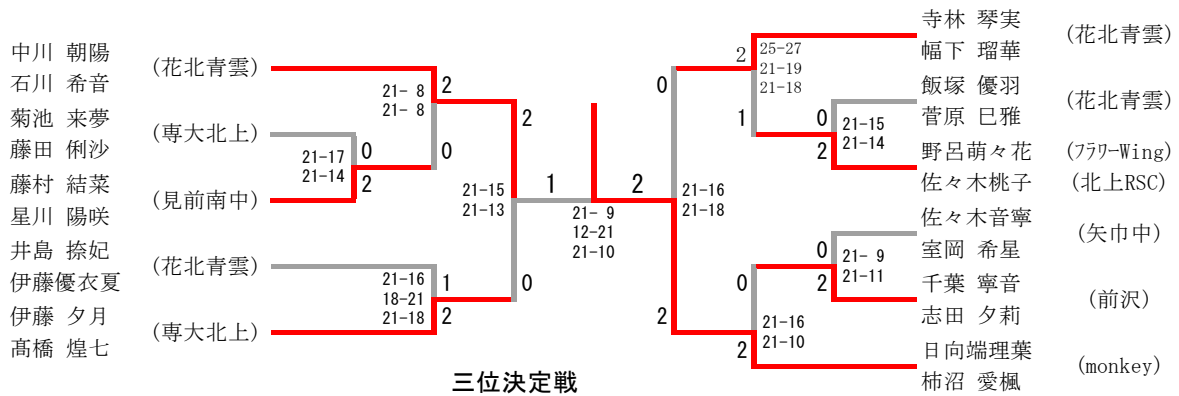 中川 朝陽
石川 希音
(花北青雲)
菊池 来夢
藤田 俐沙
(専大北上)
藤村 結菜
星川 陽咲
(見前南中)
井島 捺妃
伊藤優衣夏
(花北青雲)
伊藤 夕月
髙橋 煌七
(専大北上)
21-17
21-14
0
2
21- 8
21- 8
2
0
21-16
18-21
21-18
1
2
21-15
21-13
2
0
1
2
21- 9
12-21
21-10
0
2
21-16
21-18
2
1
25-27
21-19
21-18
0
2
21-15
21-14
0
2
21-16
21-10
0
2
21- 9
21-11
寺林 琴実
幅下 瑠華
(花北青雲)
飯塚 優羽
菅原 巳雅
(花北青雲)
野呂萌々花
(フラワーWing)
佐々木桃子
(北上RSC)
佐々木音寧
室岡 希星
(矢巾中)
千葉 寧音
志田 夕莉
(前沢)
日向端理葉
柿沼 愛楓
(monkey)
三位決定戦